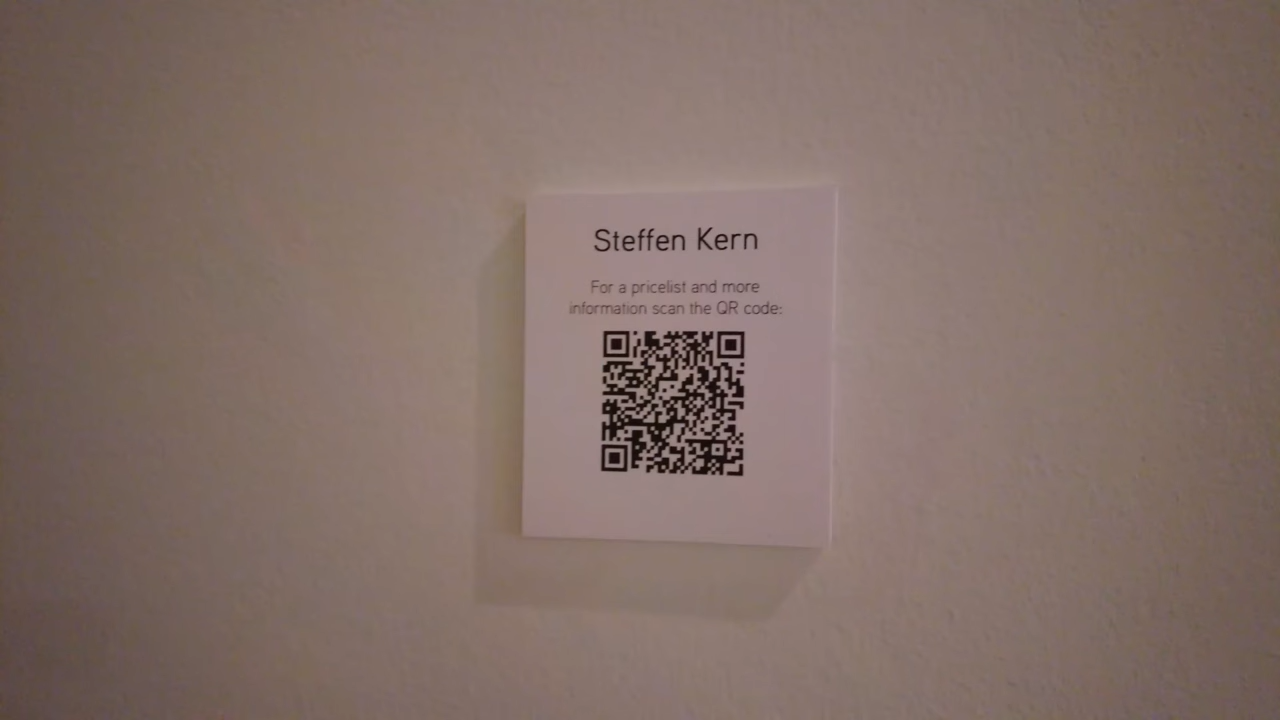 Steffen Kern
For a pricelist and more
information scan the QR code: